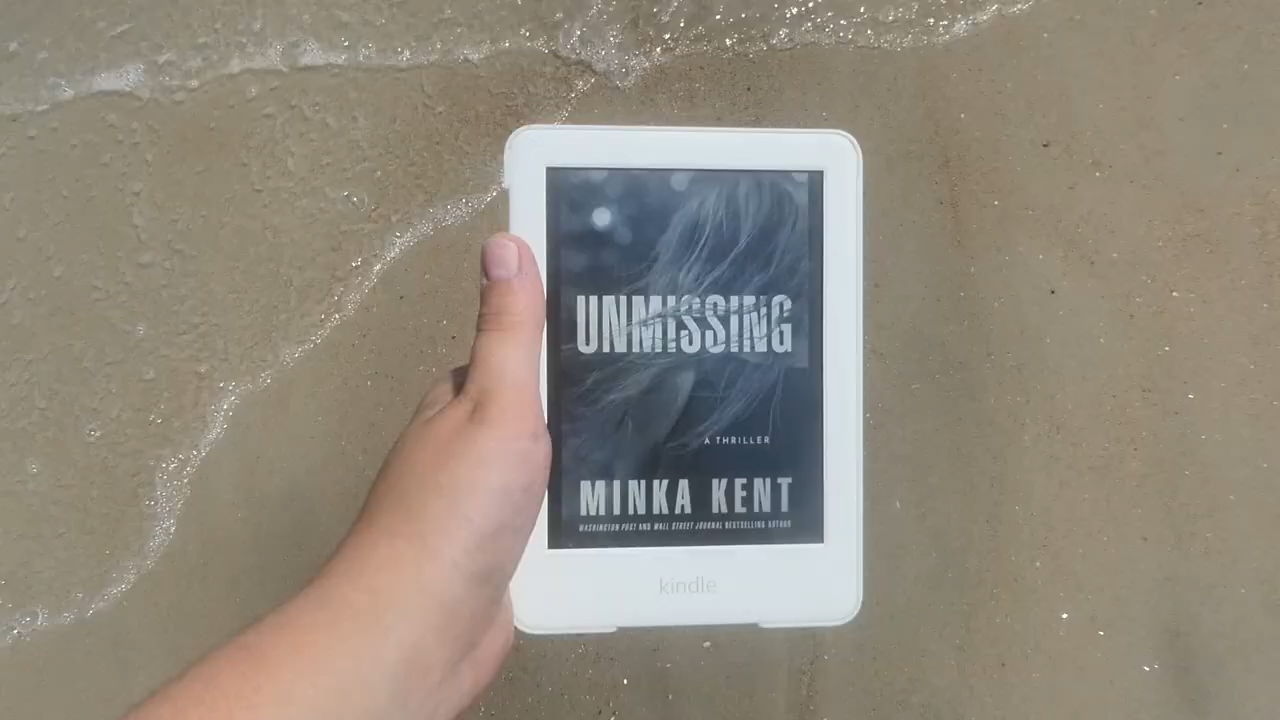 UNMISSING
A THRILLER
MINKA KENT
WASHINGTON POST AND WALL STREET JOURNAL BESTSELLING AUTHOR
kindle